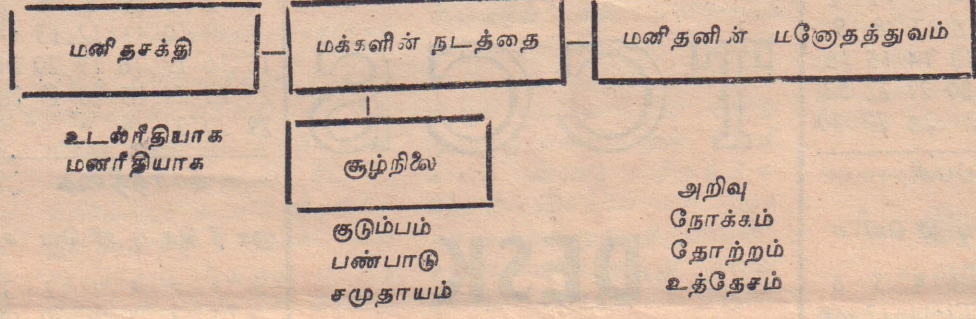 மனிதசக்தி
மக்களின் நடத்தை
மனிதனின் மனோதத்துவம்
உடல்ரீதியாக
மனரீதியாக
சூழ்நிலை
குடும்பம்
பண்பாடு
சமுதாயம்
அறிவு
நோக்கம்
தோற்றம்
உத்தேசம்